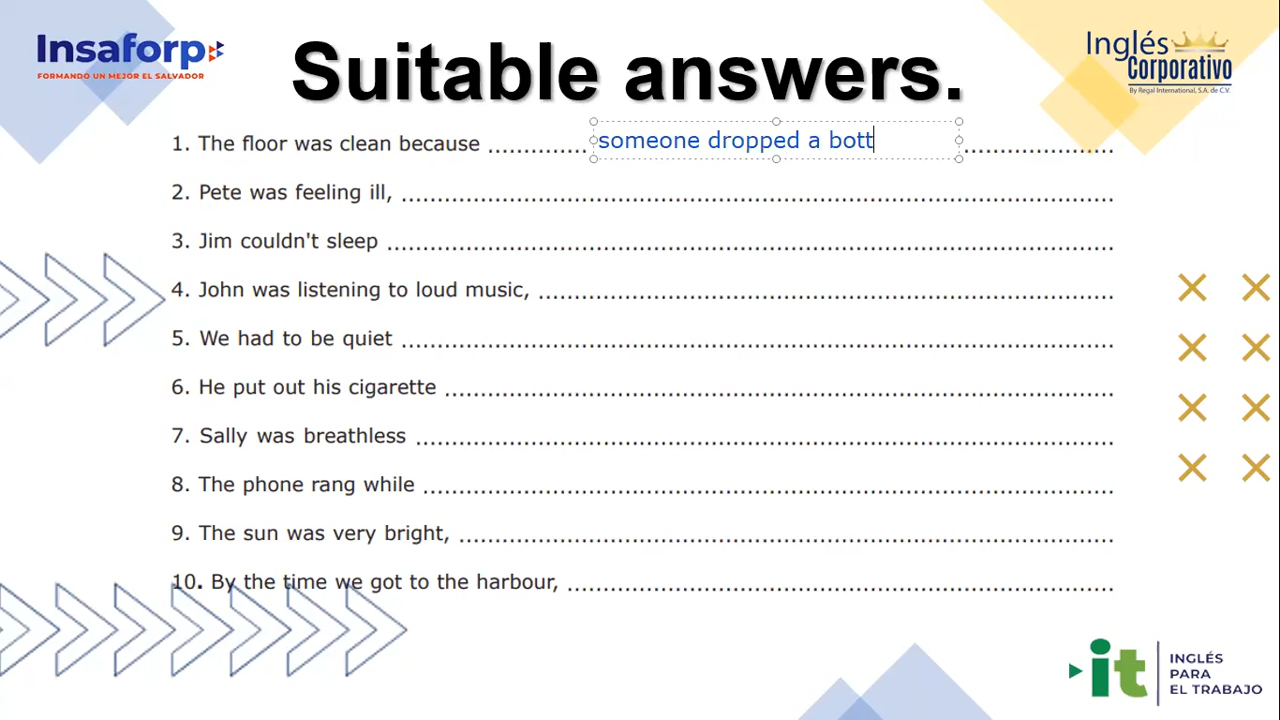 Insaforp
FORMANDO UN MEJOR EL SALVADOR
Suitable answers.
Inglés
Corporativo
By Regal International, S.A. de C.V.
1. The floor was clean because ............. someone dropped a bott .....................
2. Pete was feeling ill, ....................................................................................................
3. Jim couldn't sleep ......................................................................................................
4. John was listening to loud music, ................................................................................
5. We had to be quiet ....................................................................................................
6. He put out his cigarette .............................................................................................
7. Sally was breathless ..................................................................................................
8. The phone rang while .................................................................................................
9. The sun was very bright, ............................................................................................
10. By the time we got to the harbour, ............................................................................
it
INGLÉS
PARA
EL TRABAJO